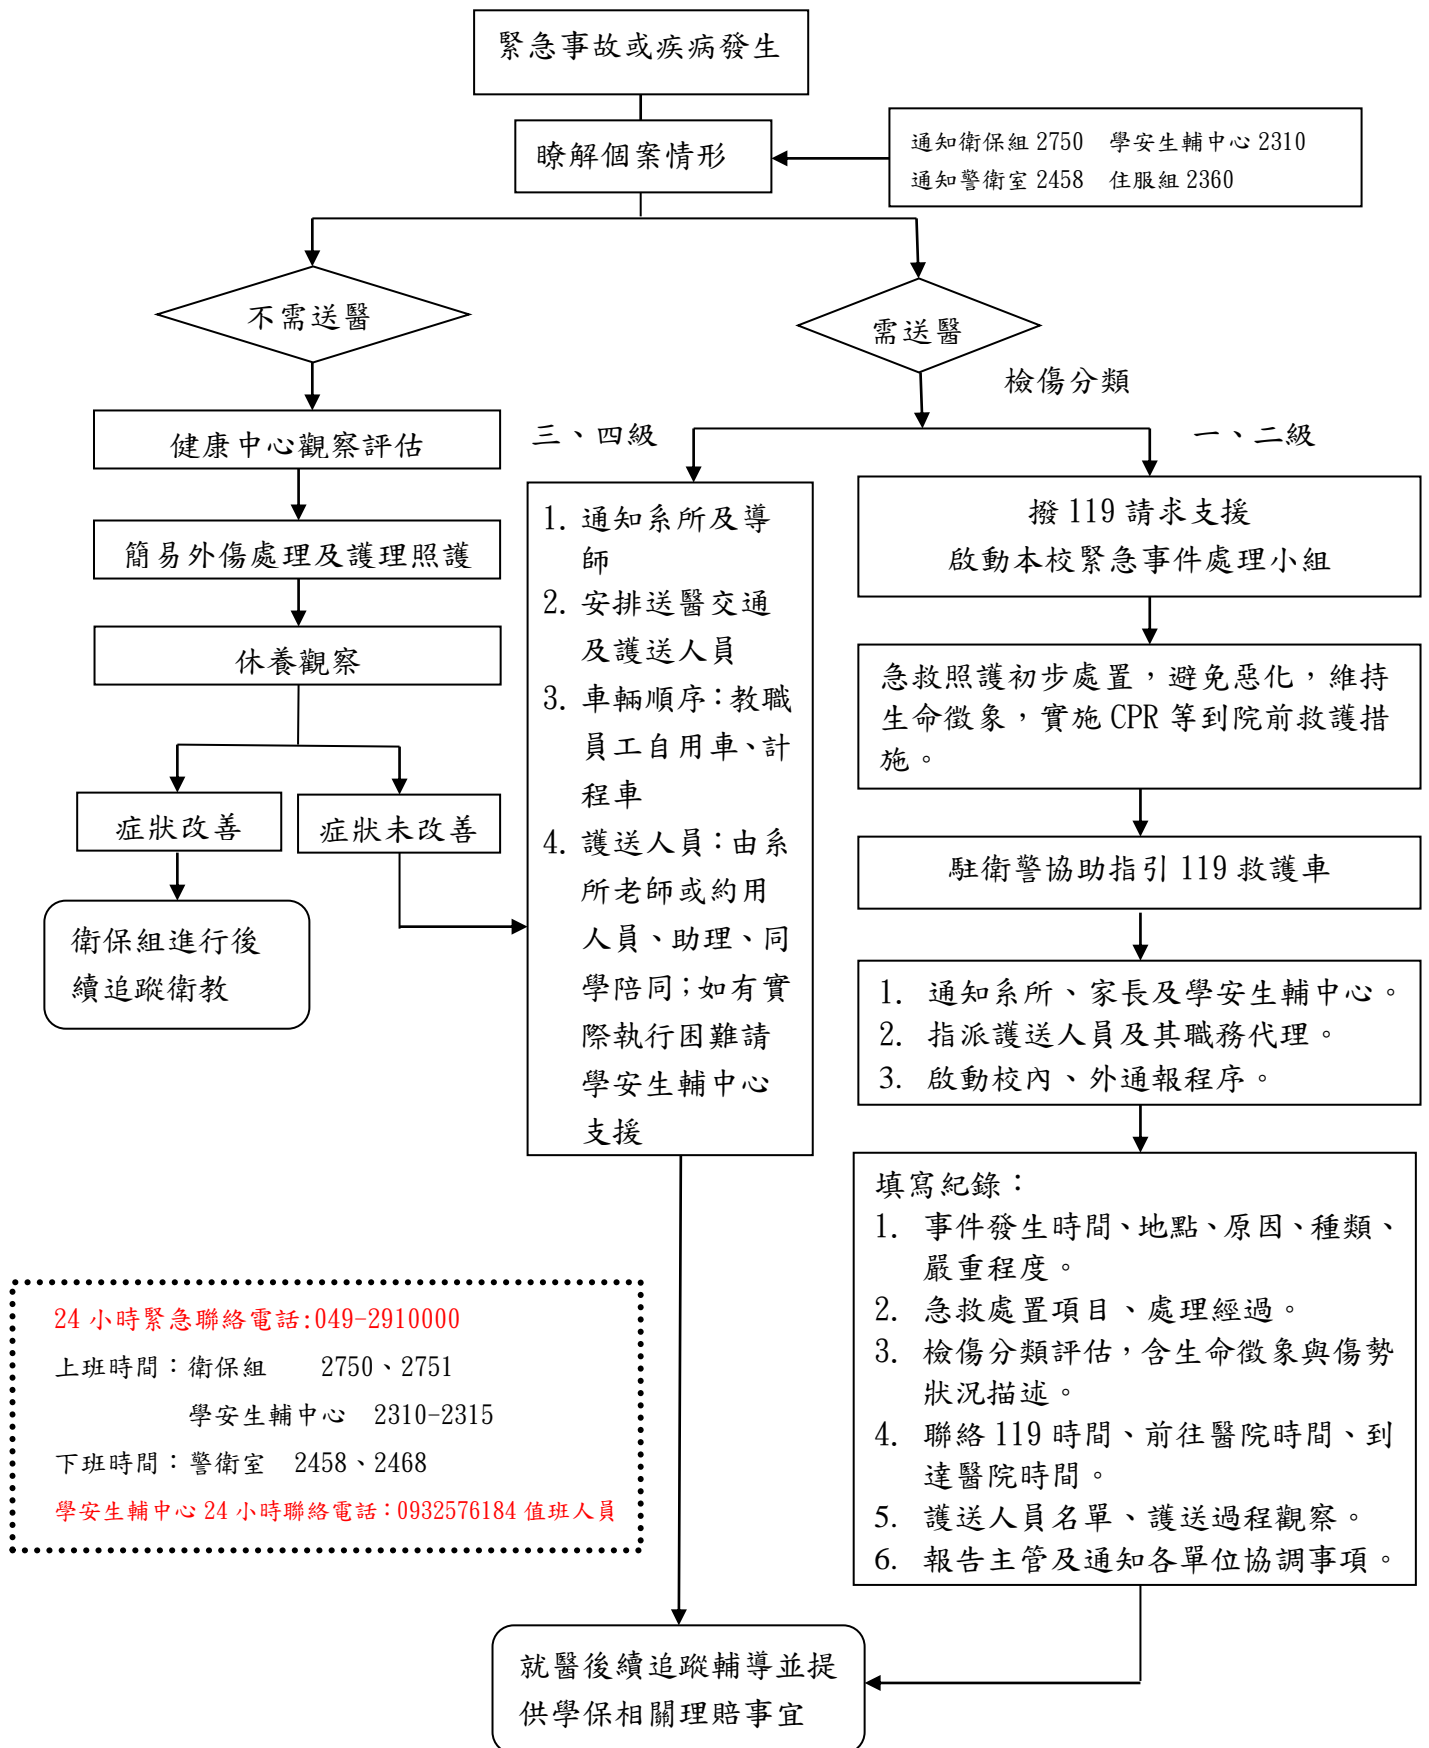 緊急事故或疾病發生
瞭解個案情形
通知衛保組 2750 學安生輔中心 2310
通知警衛室 2458 住服組 2360
不需送醫
需送醫
檢傷分類
健康中心觀察評估
簡易外傷處理及護理照護
休養觀察
症狀改善
症狀未改善
衛保組進行後
續追蹤衛教
三、四級
1. 通知系所及導
師
2. 安排送醫交通
及護送人員
3. 車輛順序：教職
員工自用車、計
程車
4. 護送人員：由系
所老師或約用
人員、助理、同
學陪同；如有實
際執行困難請
學安生輔中心
支援
一、二級
撥 119 請求支援
啟動本校緊急事件處理小組
急救照護初步處置，避免惡化，維持
生命徵象，實施 CPR 等到院前救護措
施。
駐衛警協助指引 119 救護車
1. 通知系所、家長及學安生輔中心。
2. 指派護送人員及其職務代理。
3. 啟動校內、外通報程序。
填寫紀錄：
1. 事件發生時間、地點、原因、種類、
嚴重程度。
2. 急救處置項目、處理經過。
3. 檢傷分類評估，含生命徵象與傷勢
狀況描述。
4. 聯絡 119 時間、前往醫院時間、到
達醫院時間。
5. 護送人員名單、護送過程觀察。
6. 報告主管及通知各單位協調事項。
24 小時緊急聯絡電話:049-2910000
上班時間：衛保組 2750、2751
學安生輔中心 2310-2315
下班時間：警衛室 2458、2468
學安生輔中心 24 小時聯絡電話：0932576184 值班人員
就醫後續追蹤輔導並提
供學保相關理賠事宜